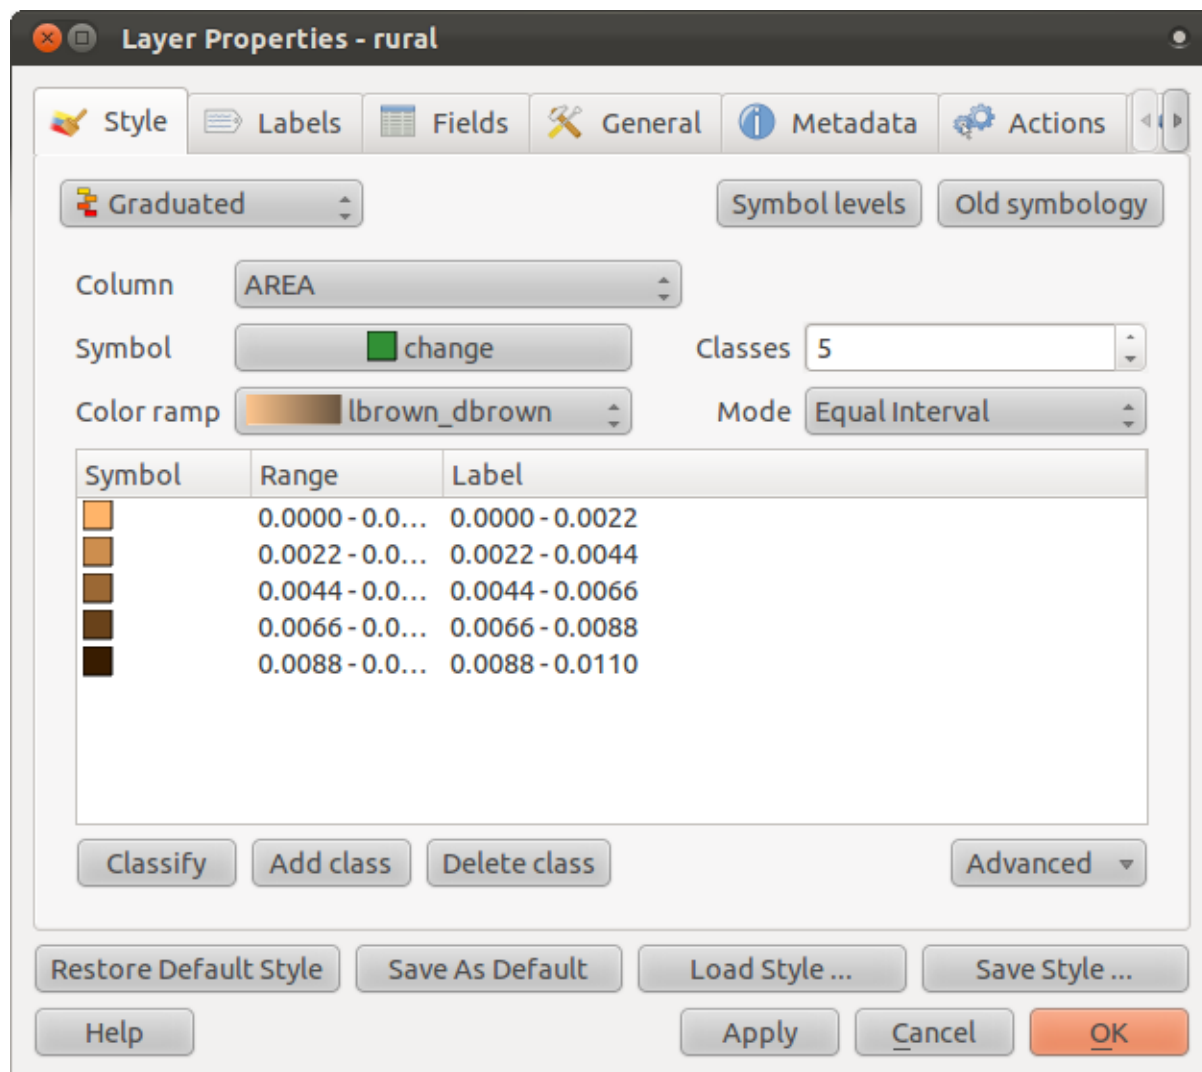 Layer Properties - rural
Style Labels Fields General Metadata Actions
Graduated Symbol levels Old symbology
Column AREA
Symbol change Classes 5
Color ramp lbrown_dbrown Mode Equal Interval
Symbol Range Label
0.0000 - 0.0... 0.0000 - 0.0022
0.0022 - 0.0... 0.0022 - 0.0044
0.0044 - 0.0... 0.0044 - 0.0066
0.0066 - 0.0... 0.0066 - 0.0088
0.0088 - 0.0... 0.0088 - 0.0110
Classify Add class Delete class Advanced
Restore Default Style Save As Default Load Style ... Save Style ...
Help Apply Cancel OK